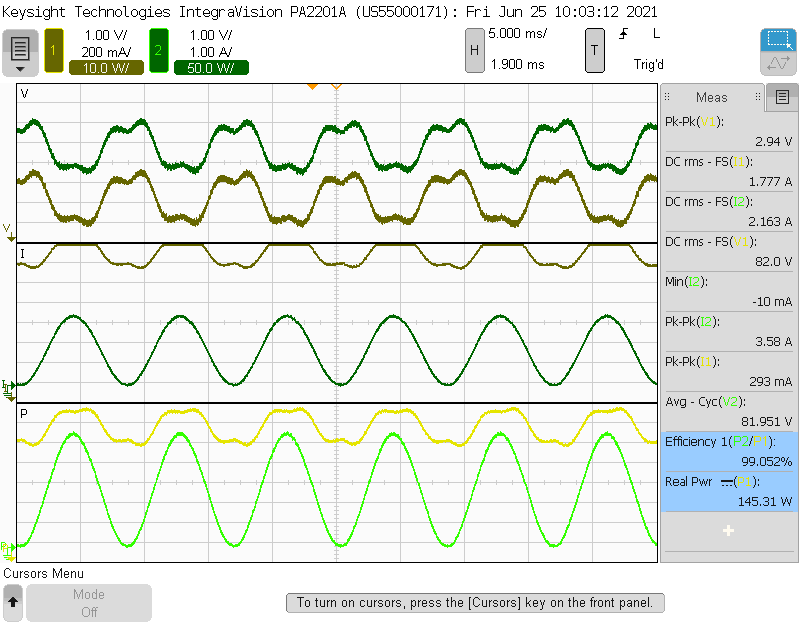 Keysight Technologies IntegraVision PA2201A (US55000171): Fri Jun 25 10:03:12 2021
1
1.00 V/
200 mA/
10.0 W/
2
1.00 V/
1.00 A/
50.0 W/
H
5.000 ms/
1.900 ms
T
L
Trig'd
V
I
P
V
I
P
Meas
Pk-Pk(V1):
2.94 V
DC rms - FS(I1):
1.777 A
DC rms - FS(I2):
2.163 A
DC rms - FS(V1):
82.0 V
Min(I2):
-10 mA
Pk-Pk(I2):
3.58 A
Pk-Pk(I1):
293 mA
Avg - Cyc(V2):
81.951 V
Efficiency 1(P2/P1):
99.052%
Real Pwr (P1):
145.31 W
Cursors Menu
Mode
Off
To turn on cursors, press the [Cursors] key on the front panel.